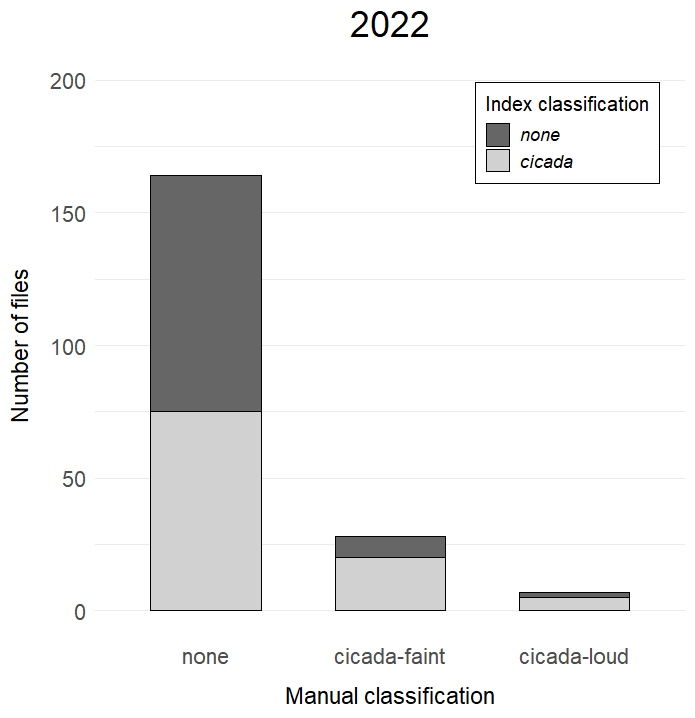 2022
200
150
100
50
0
Number of files
Index classification
none
cicada
none cicada-faint cicada-loud
Manual classification